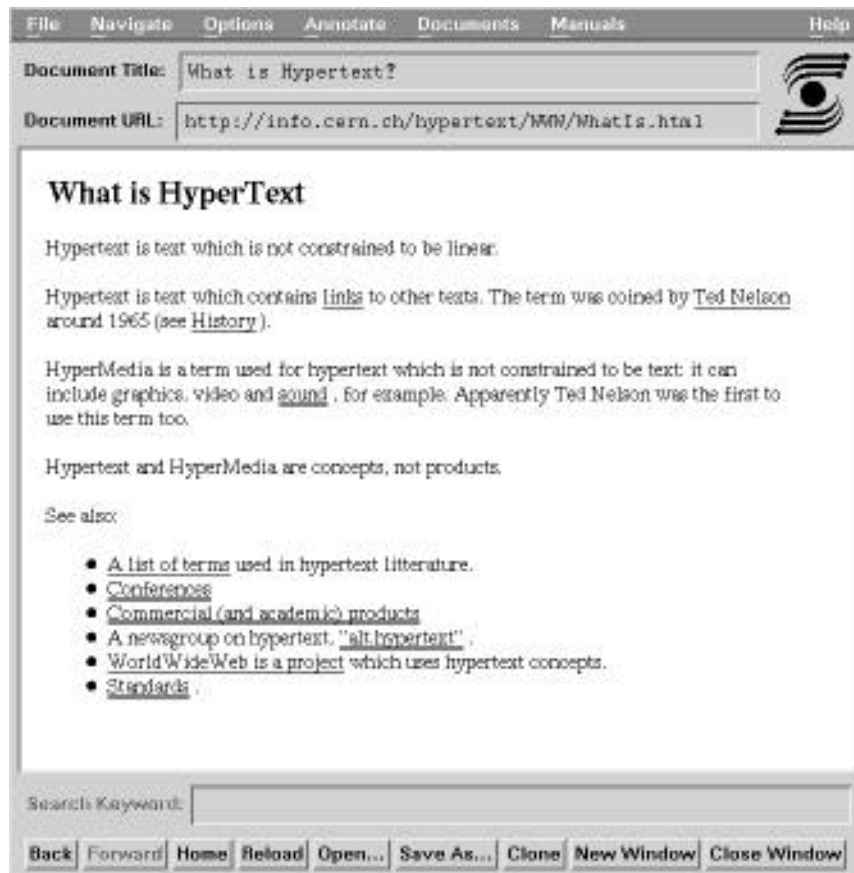 File Navigate Options Annotate Documents Manuals Help
Document Title: What is Hypertext?
Document URL: http://info.cern.ch/hypertext/WWW/WhatIs.html
What is HyperText
Hypertext is text which is not constrained to be linear.
Hypertext is text which contains links to other texts. The term was coined by Ted Nelson
around 1965 (see History ).
HyperMedia is a term used for hypertext which is not constrained to be text: it can
include graphics, video and sound , for example. Apparently Ted Nelson was the first to
use this term too.
Hypertext and HyperMedia are concepts, not products.
See also:
• A list of terms used in hypertext litterature.
• Conferences
• Commercial (and academic) products
• A newsgroup on hypertext, "alt.hypertext" .
• WorldWideWeb is a project which uses hypertext concepts.
• Standards .
Search Keyword:
Back Forward Home Reload Open... Save As... Clone New Window Close Window